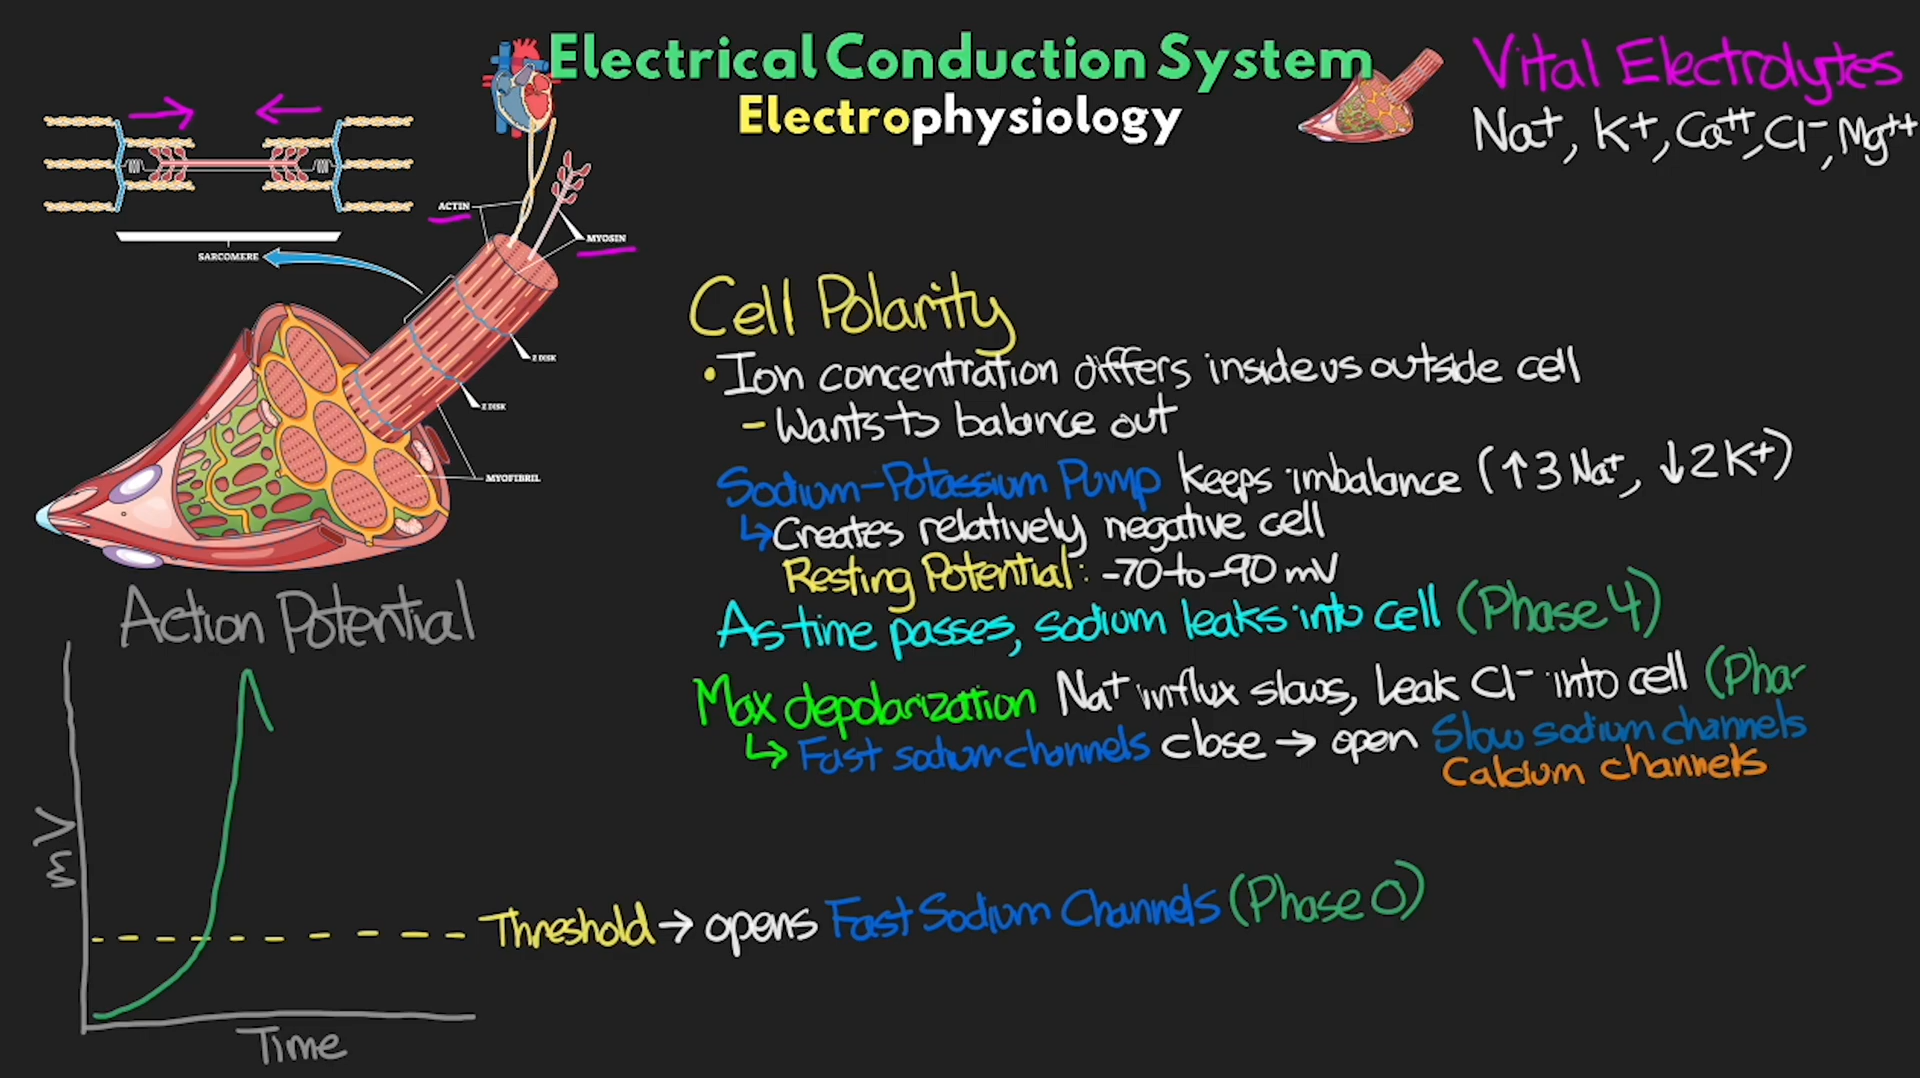 Electrical Conduction System
Electrophysiology
Vital Electrolytes
Na+, K+, Ca++, Cl-, Mg++
ACTIN
MYOSIN
SARCOMERE
Z DISK
Z DISK
MYOFIBRIL
Cell Polarity
• Ion concentration differs inside vs outside cell
- Wants to balance out
Sodium-Potassium Pump keeps imbalance (↑3 Na+, ↓2 K+)
↳ Creates relatively negative cell
Resting Potential: -70 to -90 mV
As time passes, sodium leaks into cell (Phase 4)
Max depolarization Na+ influx slows, Leak Cl- into cell (Phar
↳ Fast sodium channels close → open Slow sodium channels
Calcium channels
Action Potential
mV
Threshold → opens Fast Sodium Channels (Phase 0)
Time